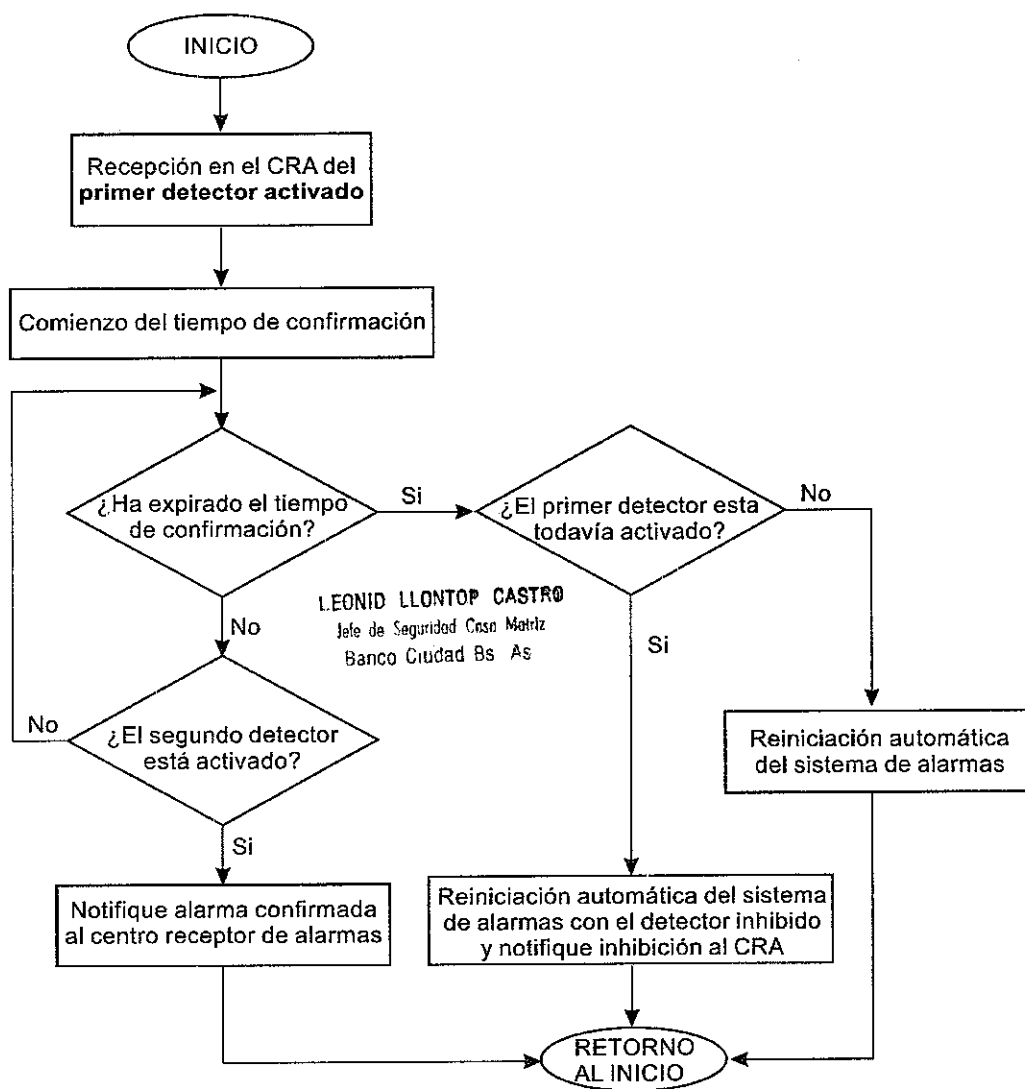 INICIO
Recepción en el CRA del
primer detector activado
Comienzo del tiempo de confirmación
¿Ha expirado el tiempo
de confirmación?
Si
¿El primer detector esta
todavía activado?
No
LEONID LLONTOP CASTRO
Jefe de Seguridad Casa Matriz
Banco Ciudad Bs As
No
Si
No
¿El segundo detector
está activado?
Reiniciación automática
del sistema de alarmas
Si
Notifique alarma confirmada
al centro receptor de alarmas
Reiniciación automática del sistema
de alarmas con el detector inhibido
y notifique inhibición al CRA
RETORNO
AL INICIO